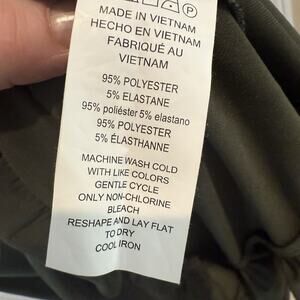 P
MADE IN VIETNAM
HECHO EN VIETNAM
FABRIQUÉ AU
VIETNAM
95% POLYESTER
5% ELASTANE
95% poliéster 5% elastano
95% POLYESTER
5% ÉLASTHANNE
MACHINE WASH COLD
WITH LIKE COLORS
GENTLE CYCLE
ONLY NON-CHLORINE
BLEACH
RESHAPE AND LAY FLAT
TO DRY
COOL IRON